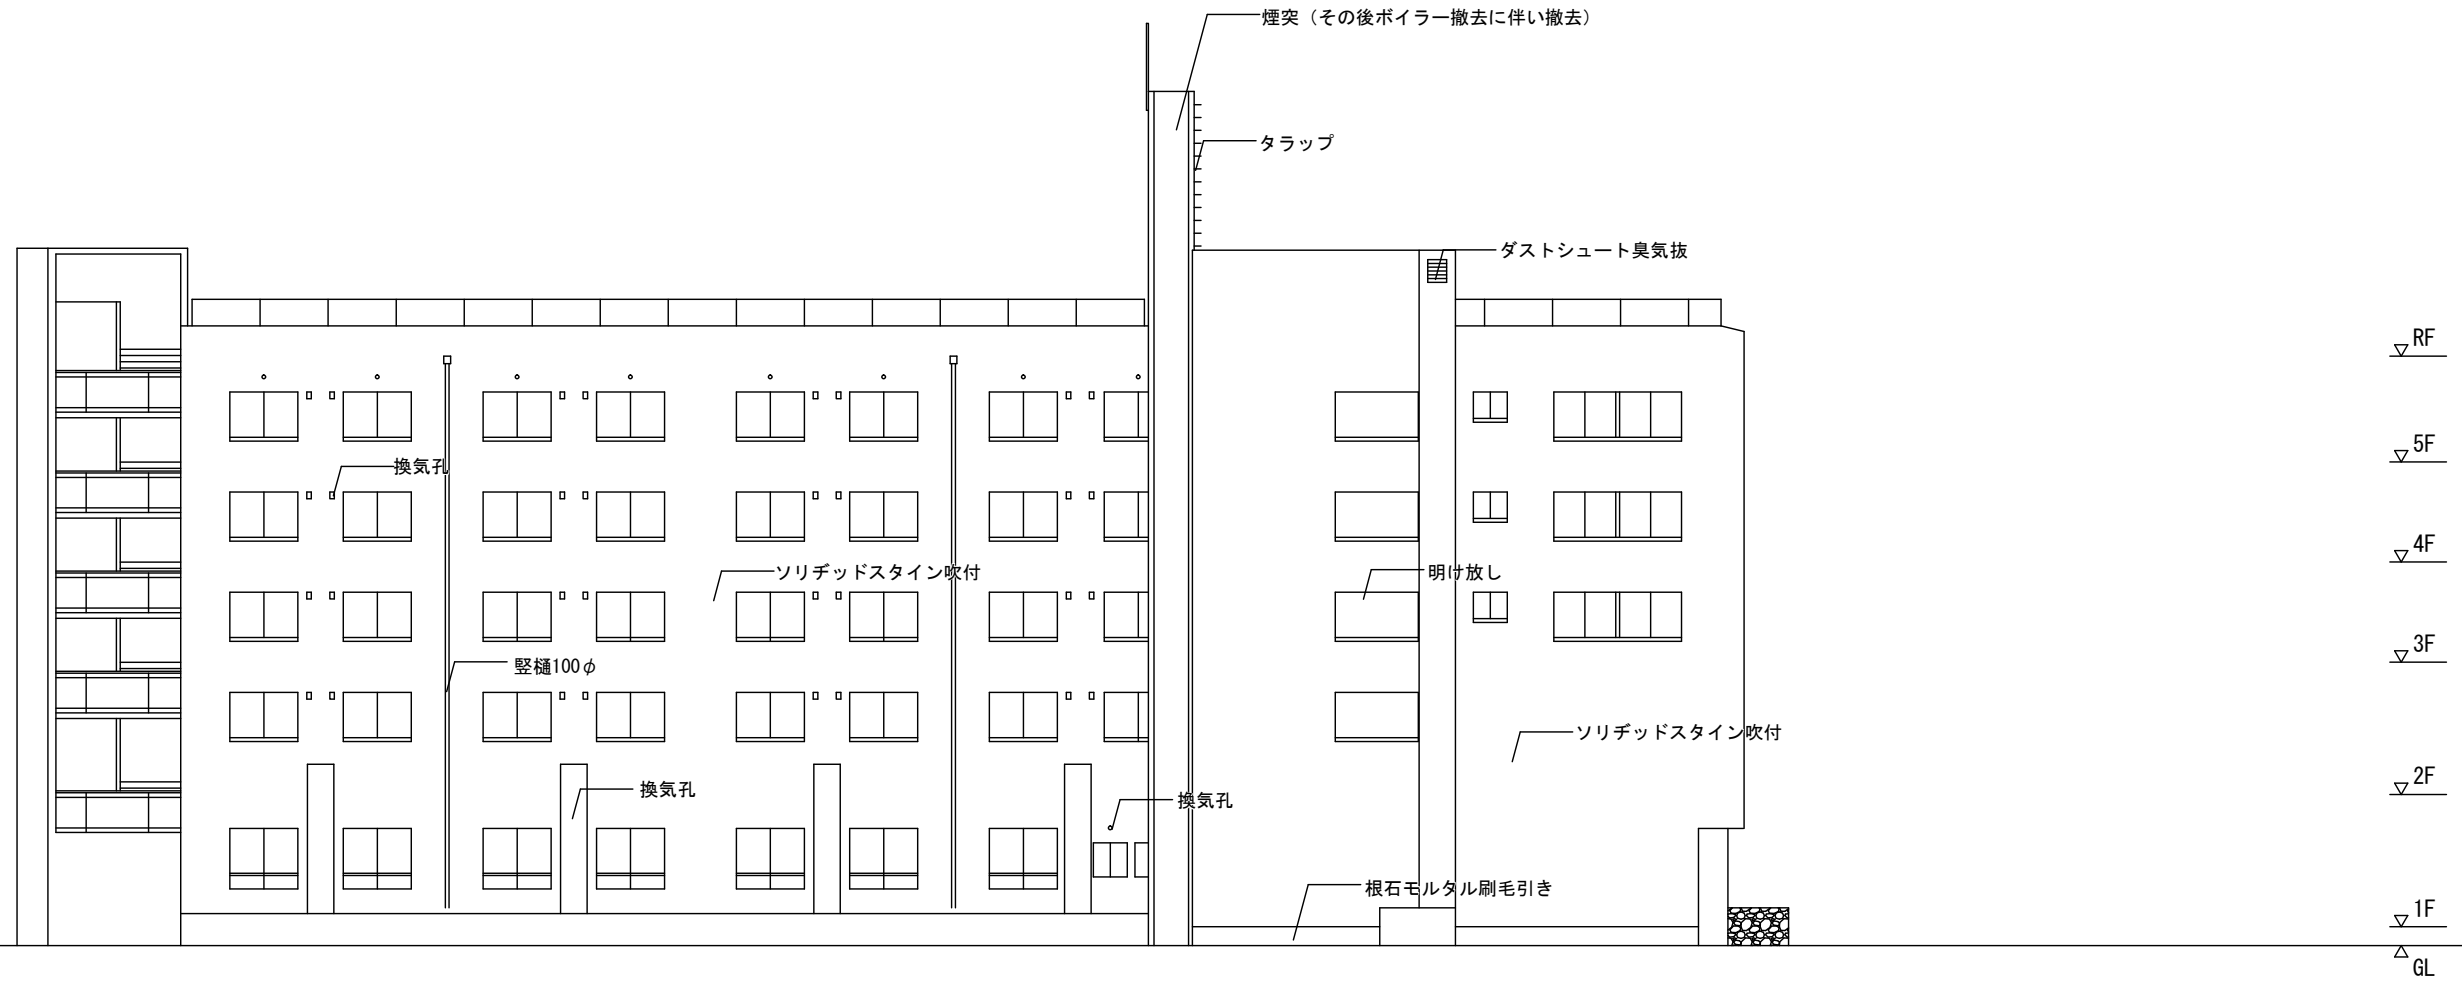 煙突（その後ボイラー撤去に伴い撤去）
タラップ
ダストシュート臭気抜
RF
5F
換気孔
4F
ソリヂッドスタイン吹付
明け放し
3F
竪樋100φ
ソリヂッドスタイン吹付
2F
換気孔
換気孔
根石モルタル刷毛引き
1F
GL